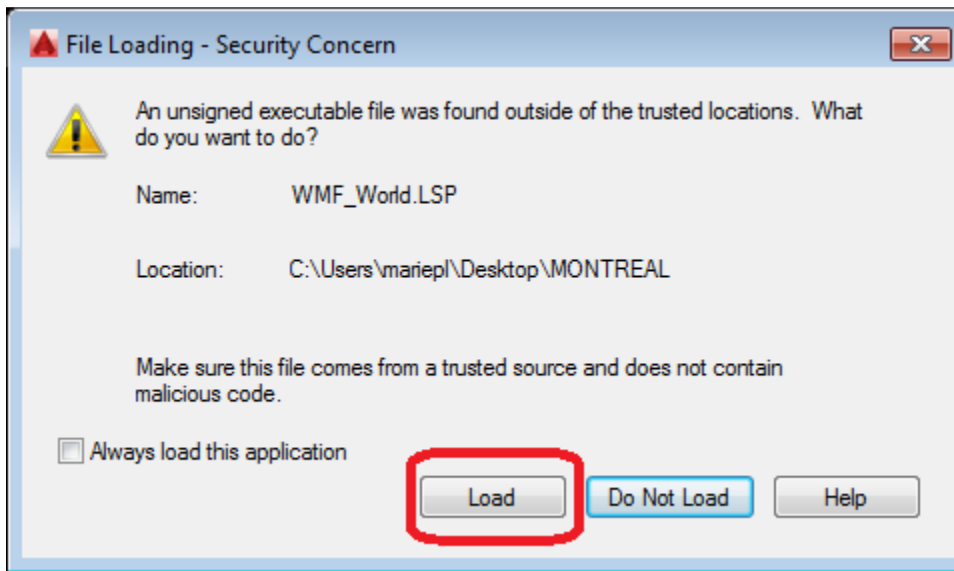 File Loading - Security Concern
An unsigned executable file was found outside of the trusted locations. What
do you want to do?
Name: WMF_World.LSP
Location: C:\Users\mariepl\Desktop\MONTREAL
Make sure this file comes from a trusted source and does not contain
malicious code.
Always load this application
Load Do Not Load Help